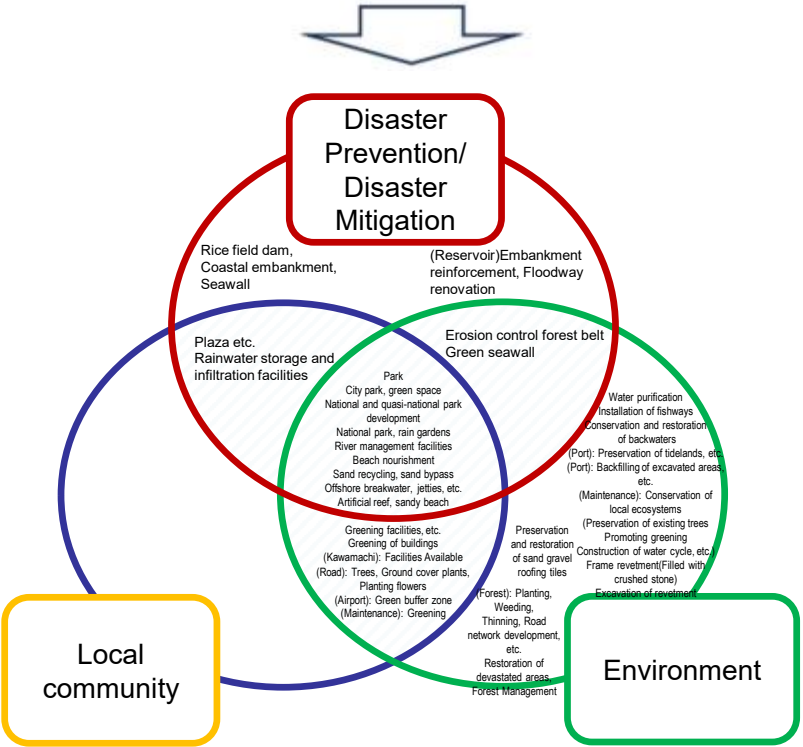 Disaster
Prevention/
Disaster
Mitigation
Rice field dam,
Coastal embankment,
Seawall
(Reservoir)Embankment
reinforcement, Floodway
renovation
Plaza etc.
Rainwater storage and
infiltration facilities
Erosion control forest belt
Green seawall
Park
City park, green space
National and quasi-national park
development
National park, rain gardens
River management facilities
Beach nourishment
Sand recycling, sand bypass
Offshore breakwater, jetties, etc.
Artificial reef, sandy beach
Water purification
Installation of fishways
Conservation and restoration
of backwaters
(Port): Preservation of tidelands, etc.
(Port): Backfilling of excavated areas,
etc.
(Maintenance): Conservation of
local ecosystems
(Preservation of existing trees
Promoting greening
Construction of water cycle, etc.)
Frame revetment(Filled with
crushed stone)
Excavation of revetment
Greening facilities, etc.
Greening of buildings
(Kawamachi): Facilities Available
(Road): Trees, Ground cover plants,
Planting flowers
(Airport): Green buffer zone
(Maintenance): Greening
Preservation
and restoration
of sand gravel
roofing tiles
(Forest): Planting,
Weeding,
Thinning, Road
network development,
etc.
Restoration of
devastated areas,
Forest Management
Local
community
Environment